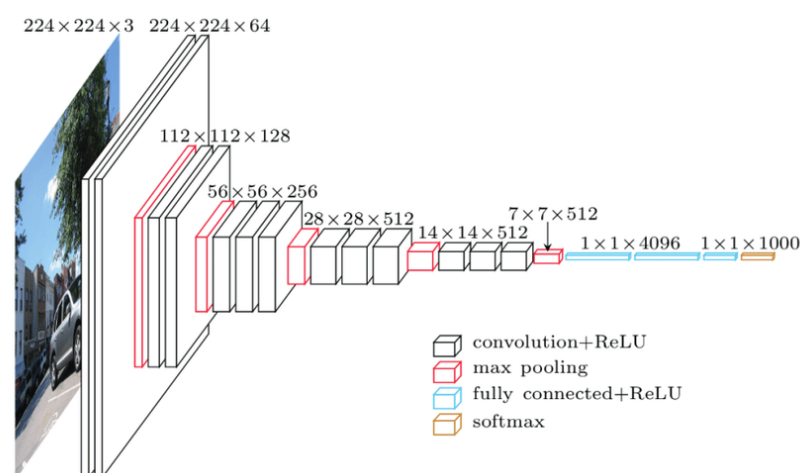 224×224×3
224×224×64
112×112×128
56×56×256
28×28×512
14×14×512
7×7×512
1×1×4096
1×1×1000
convolution+ReLU
max pooling
fully connected+ReLU
softmax